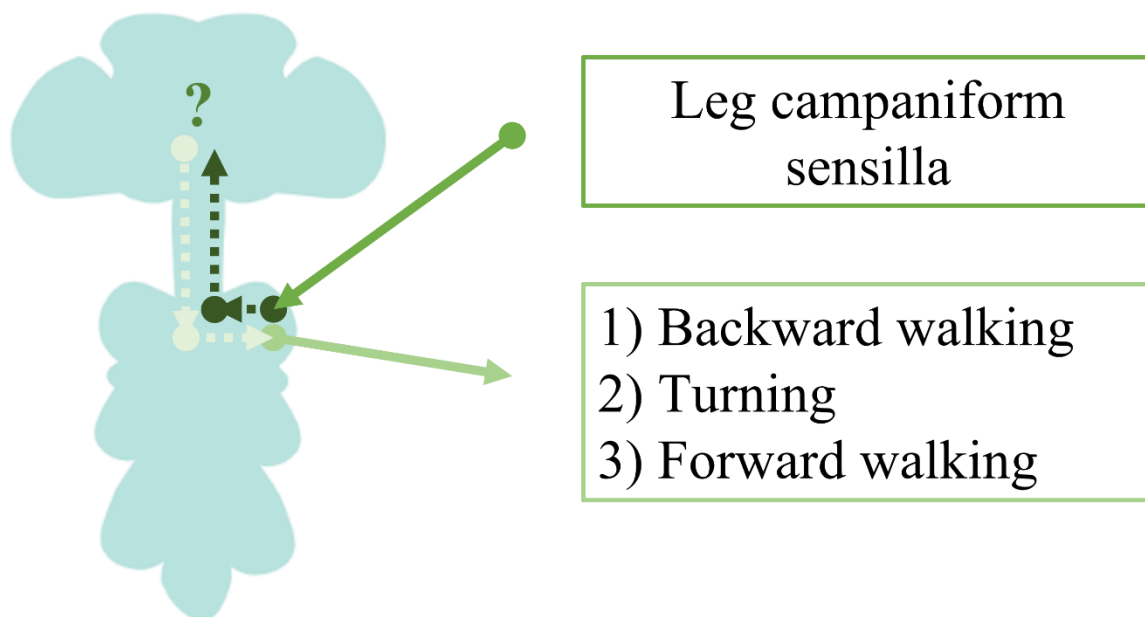 ?
Leg campaniform
sensilla
1) Backward walking
2) Turning
3) Forward walking